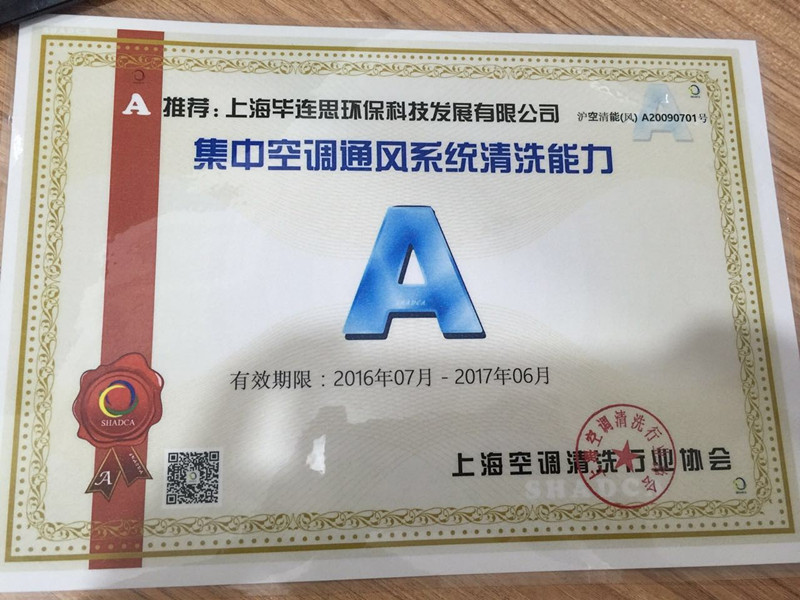 A 推荐：上海毕连思环保科技发展有限公司 沪空清能(风) A20090701号
集中空调通风系统清洗能力
A
SHADCA
有效期限：2016年07月 - 2017年06月
SHADCA
A
上海空调清洗行业协会
SHADCA